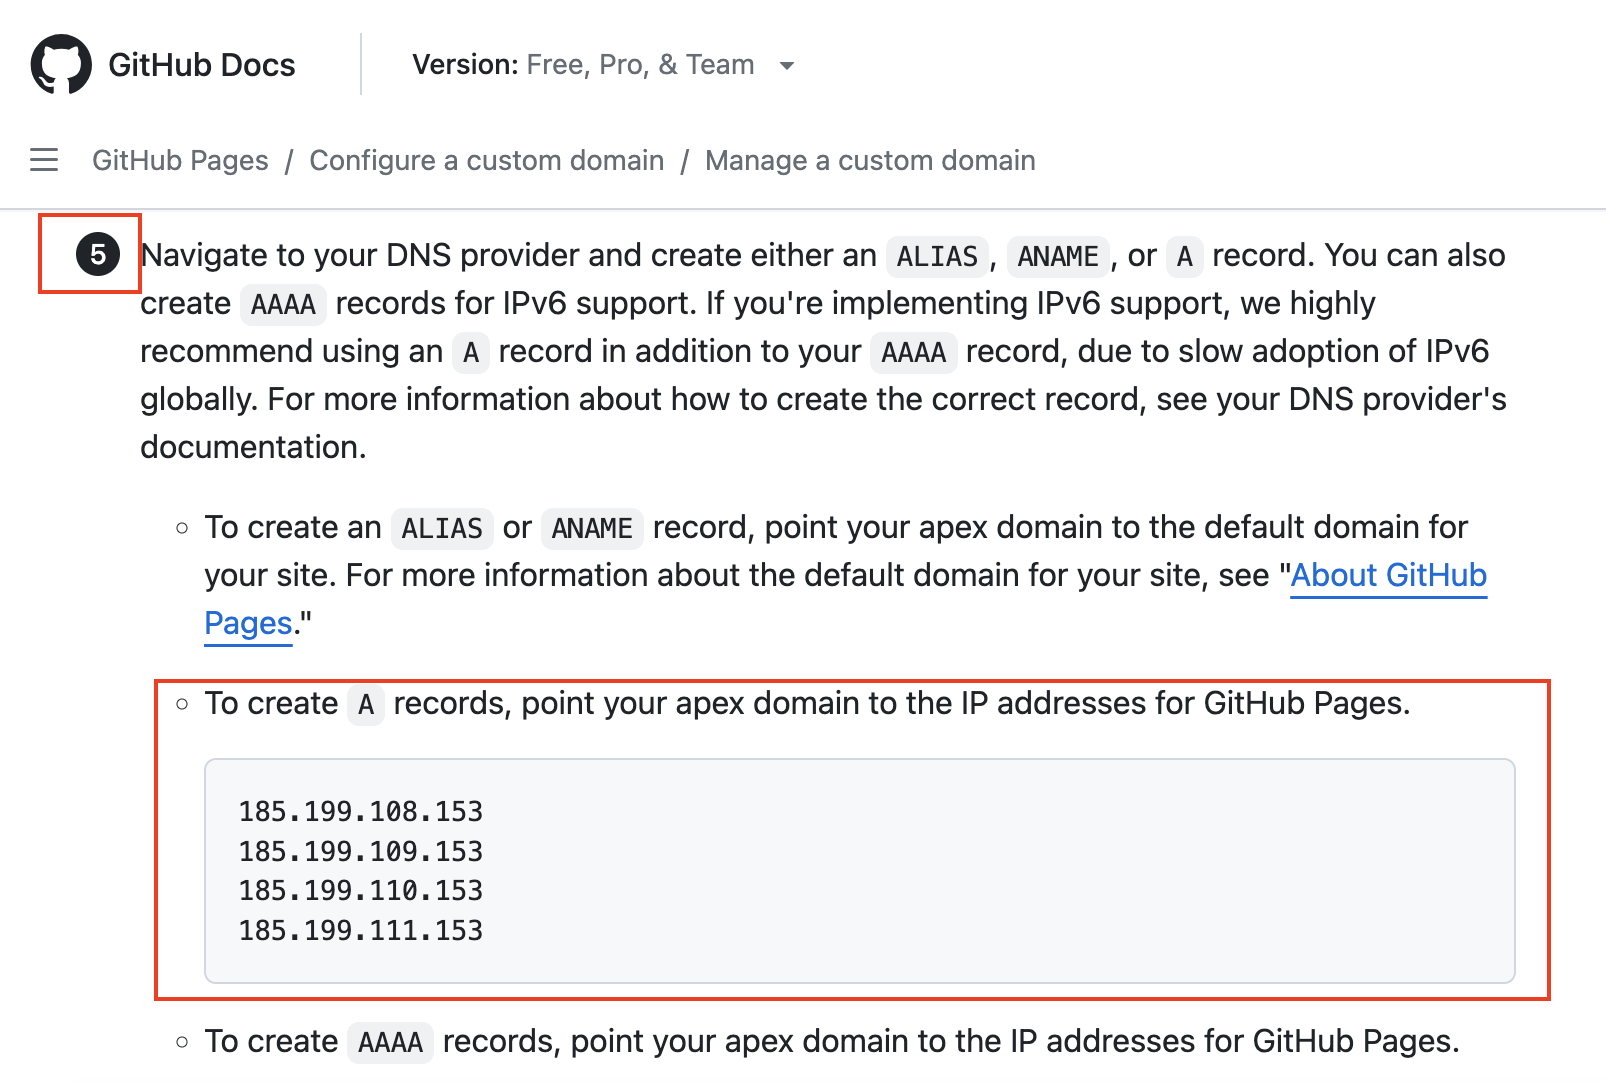 GitHub Docs
Version: Free, Pro, & Team
GitHub Pages / Configure a custom domain / Manage a custom domain
5 Navigate to your DNS provider and create either an ALIAS, ANAME, or A record. You can also
create AAAA records for IPv6 support. If you're implementing IPv6 support, we highly
recommend using an A record in addition to your AAAA record, due to slow adoption of IPv6
globally. For more information about how to create the correct record, see your DNS provider's
documentation.
To create an ALIAS or ANAME record, point your apex domain to the default domain for
your site. For more information about the default domain for your site, see "About GitHub
Pages."
To create A records, point your apex domain to the IP addresses for GitHub Pages.
185.199.108.153
185.199.109.153
185.199.110.153
185.199.111.153
To create AAAA records, point your apex domain to the IP addresses for GitHub Pages.